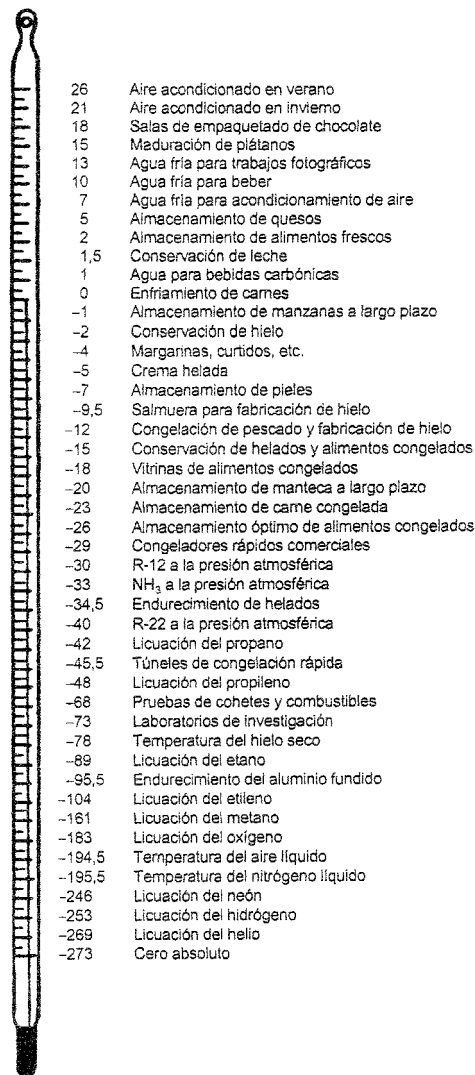 26 Aire acondicionado en verano
21 Aire acondicionado en invierno
18 Salas de empaquetado de chocolate
15 Maduración de plátanos
13 Agua fría para trabajos fotográficos
10 Agua fría para beber
7 Agua fría para acondicionamiento de aire
5 Almacenamiento de quesos
2 Almacenamiento de alimentos frescos
1,5 Conservación de leche
1 Agua para bebidas carbónicas
0 Enfriamiento de carnes
–1 Almacenamiento de manzanas a largo plazo
–2 Conservación de hielo
–4 Margarinas, curtidos, etc.
–5 Crema helada
–7 Almacenamiento de pieles
–9,5 Salmuera para fabricación de hielo
–12 Congelación de pescado y fabricación de hielo
–15 Conservación de helados y alimentos congelados
–18 Vitrinas de alimentos congelados
–20 Almacenamiento de manteca a largo plazo
–23 Almacenamiento de carne congelada
–26 Almacenamiento óptimo de alimentos congelados
–29 Congeladores rápidos comerciales
–30 R-12 a la presión atmosférica
–33 NH₃ a la presión atmosférica
–34,5 Endurecimiento de helados
–40 R-22 a la presión atmosférica
–42 Licuación del propano
–45,5 Túneles de congelación rápida
–48 Licuación del propileno
–68 Pruebas de cohetes y combustibles
–73 Laboratorios de investigación
–78 Temperatura del hielo seco
–89 Licuación del etano
–95,5 Endurecimiento del aluminio fundido
–104 Licuación del etileno
–161 Licuación del metano
–183 Licuación del oxígeno
–194,5 Temperatura del aire líquido
–195,5 Temperatura del nitrógeno líquido
–246 Licuación del neón
–253 Licuación del hidrógeno
–269 Licuación del helio
–273 Cero absoluto